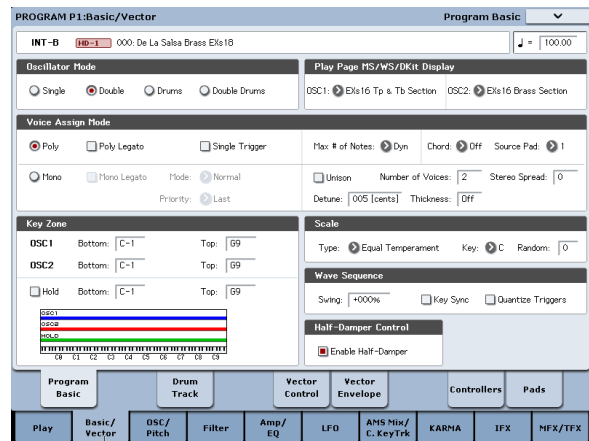 PROGRAM P1:Basic/Vector Program Basic
INT-B HD-1 000: De La Salsa Brass EXs18 ♩ = 100.00
Oscillator Mode
Single Double Drums Double Drums
Play Page MS/WS/DKit Display
OSC1: EXs16 Tp & Tb Section OSC2: EXs16 Brass Section
Voice Assign Mode
Poly Poly Legato Single Trigger Max # of Notes: Dyn Chord: Off Source Pad: 1
Mono Mono Legato Mode: Normal Unison Number of Voices: 2 Stereo Spread: 0
Priority: Last Detune: 005 [cents] Thickness: Off
Key Zone
OSC1 Bottom: C-1 Top: G9
OSC2 Bottom: C-1 Top: G9
Hold Bottom: C-1 Top: G9
OSC1
OSC2
HOLD
C0 C1 C2 C3 C4 C5 C6 C7 C8 C9
Scale
Type: Equal Temperament Key: C Random: 0
Wave Sequence
Swing: +000% Key Sync Quantize Triggers
Half-Damper Control
Enable Half-Damper
Program Basic Drum Track Vector Control Vector Envelope Controllers Pads
Play Basic/Vector OSC/Pitch Filter Amp/EQ LFO AMS Mix/C.KeyTrk KARMA IFX MFX/TFX